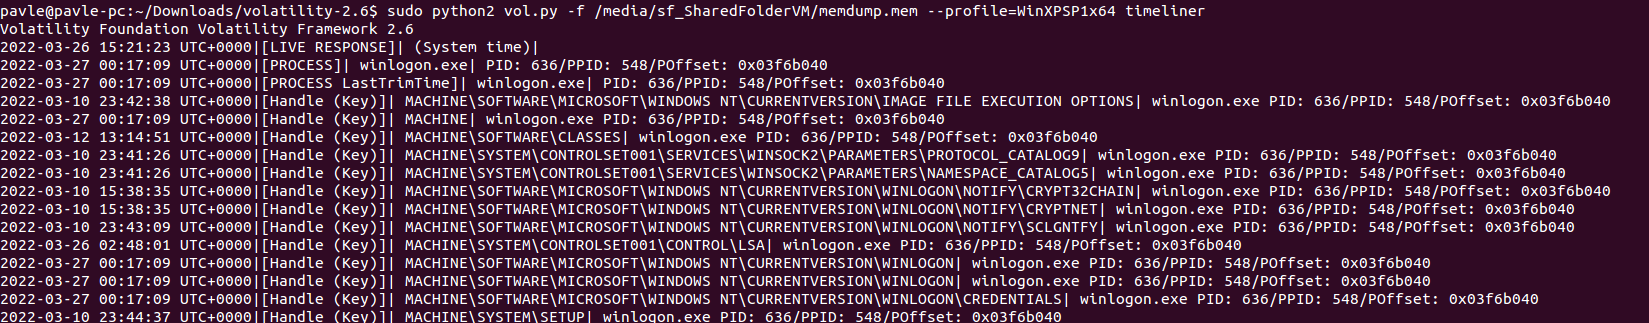 pavle@pavle-pc:~/Downloads/volatility-2.6$ sudo python2 vol.py -f /media/sf_SharedFolderVM/memdump.mem --profile=WinXPSP1x64 timeliner
Volatility Foundation Volatility Framework 2.6
2022-03-26 15:21:23 UTC+0000|[LIVE RESPONSE]| (System time)|
2022-03-27 00:17:09 UTC+0000|[PROCESS]| winlogon.exe| PID: 636/PPID: 548/POffset: 0x03f6b040
2022-03-27 00:17:09 UTC+0000|[PROCESS LastTrimTime]| winlogon.exe| PID: 636/PPID: 548/POffset: 0x03f6b040
2022-03-10 23:42:38 UTC+0000|[Handle (Key)]| MACHINE\SOFTWARE\MICROSOFT\WINDOWS NT\CURRENTVERSION\IMAGE FILE EXECUTION OPTIONS| winlogon.exe PID: 636/PPID: 548/POffset: 0x03f6b040
2022-03-27 00:17:09 UTC+0000|[Handle (Key)]| MACHINE| winlogon.exe PID: 636/PPID: 548/POffset: 0x03f6b040
2022-03-12 13:14:51 UTC+0000|[Handle (Key)]| MACHINE\SOFTWARE\CLASSES| winlogon.exe PID: 636/PPID: 548/POffset: 0x03f6b040
2022-03-10 23:41:26 UTC+0000|[Handle (Key)]| MACHINE\SYSTEM\CONTROLSET001\SERVICES\WINSOCK2\PARAMETERS\PROTOCOL_CATALOG9| winlogon.exe PID: 636/PPID: 548/POffset: 0x03f6b040
2022-03-10 23:41:26 UTC+0000|[Handle (Key)]| MACHINE\SYSTEM\CONTROLSET001\SERVICES\WINSOCK2\PARAMETERS\NAMESPACE_CATALOG5| winlogon.exe PID: 636/PPID: 548/POffset: 0x03f6b040
2022-03-10 15:38:35 UTC+0000|[Handle (Key)]| MACHINE\SOFTWARE\MICROSOFT\WINDOWS NT\CURRENTVERSION\WINLOGON\NOTIFY\CRYPT32CHAIN| winlogon.exe PID: 636/PPID: 548/POffset: 0x03f6b040
2022-03-10 15:38:35 UTC+0000|[Handle (Key)]| MACHINE\SOFTWARE\MICROSOFT\WINDOWS NT\CURRENTVERSION\WINLOGON\NOTIFY\CRYPTNET| winlogon.exe PID: 636/PPID: 548/POffset: 0x03f6b040
2022-03-10 23:43:09 UTC+0000|[Handle (Key)]| MACHINE\SOFTWARE\MICROSOFT\WINDOWS NT\CURRENTVERSION\WINLOGON\NOTIFY\SCLGNTFY| winlogon.exe PID: 636/PPID: 548/POffset: 0x03f6b040
2022-03-26 02:48:01 UTC+0000|[Handle (Key)]| MACHINE\SYSTEM\CONTROLSET001\CONTROL\LSA| winlogon.exe PID: 636/PPID: 548/POffset: 0x03f6b040
2022-03-27 00:17:09 UTC+0000|[Handle (Key)]| MACHINE\SOFTWARE\MICROSOFT\WINDOWS NT\CURRENTVERSION\WINLOGON| winlogon.exe PID: 636/PPID: 548/POffset: 0x03f6b040
2022-03-27 00:17:09 UTC+0000|[Handle (Key)]| MACHINE\SOFTWARE\MICROSOFT\WINDOWS NT\CURRENTVERSION\WINLOGON| winlogon.exe PID: 636/PPID: 548/POffset: 0x03f6b040
2022-03-27 00:17:09 UTC+0000|[Handle (Key)]| MACHINE\SOFTWARE\MICROSOFT\WINDOWS NT\CURRENTVERSION\WINLOGON\CREDENTIALS| winlogon.exe PID: 636/PPID: 548/POffset: 0x03f6b040
2022-03-10 23:44:37 UTC+0000|[Handle (Key)]| MACHINE\SYSTEM\SETUP| winlogon.exe PID: 636/PPID: 548/POffset: 0x03f6b040